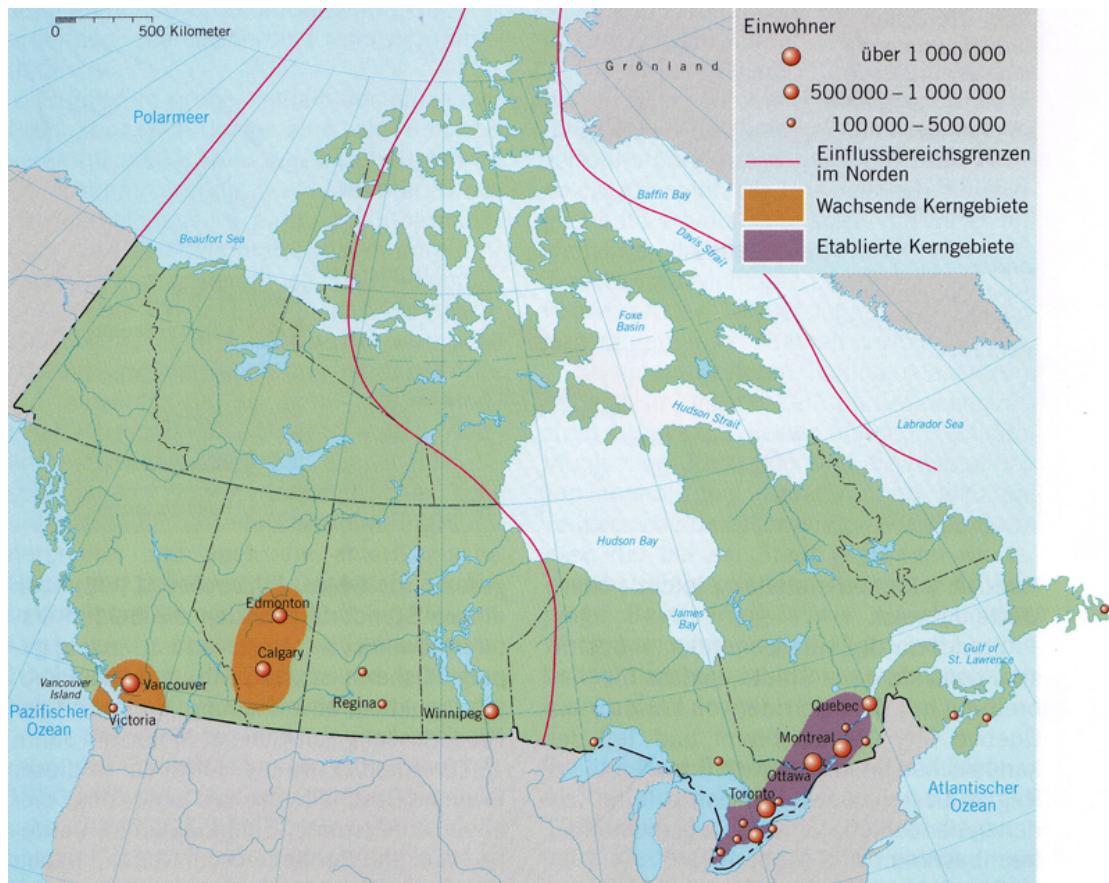 0 500 Kilometer
Einwohner
über 1 000 000
500 000 – 1 000 000
100 000 – 500 000
Einflussbereichsgrenzen
im Norden
Wachsende Kerngebiete
Etablierte Kerngebiete
Grönland
Polarmeer
Beaufort Sea
Baffin Bay
Davis Strait
Foxe
Basin
Hudson Strait
Labrador Sea
Hudson Bay
James
Bay
Gulf of
St. Lawrence
Edmonton
Calgary
Vancouver
Island
Vancouver
Victoria
Pazifischer
Ozean
Regina
Winnipeg
Quebec
Montreal
Ottawa
Toronto
Atlantischer
Ozean